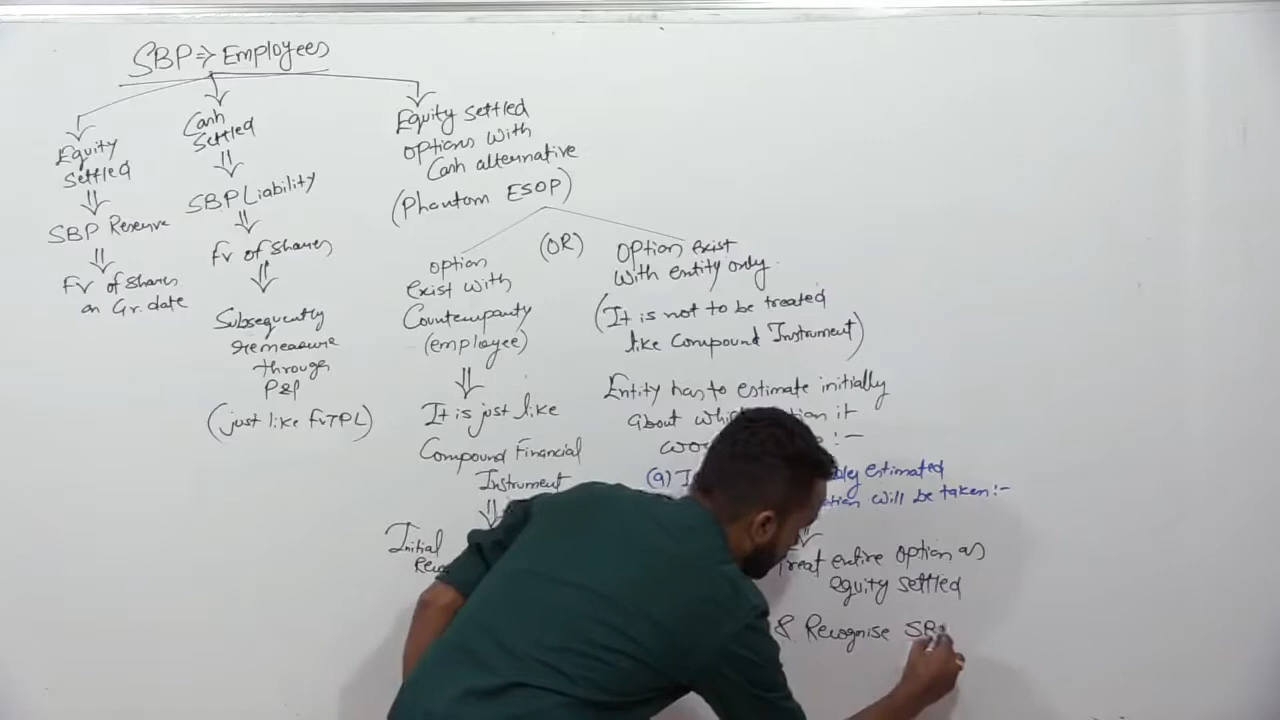 SBP ⇒ Employees
Equity
Settled
SBP Reserve
FV of shares
on Gr. date
Cash
Settled
SBP Liability
FV of shares
Subsequently
remeasure
through
P&L
(just like FVTPL)
Equity settled
options with
Cash alternative
(Phantom ESOP)
option
exist with
Counterparty
(employee)
It is just like
Compound Financial
Instrument
Initial
(OR)
option exist
with entity only.
(It is not to be treated
like Compound Instrument)
Entity has to estimate initially
About which it
:-
(a) estimated
will be taken:-
Treat entire option as
equity settled
& Recognise